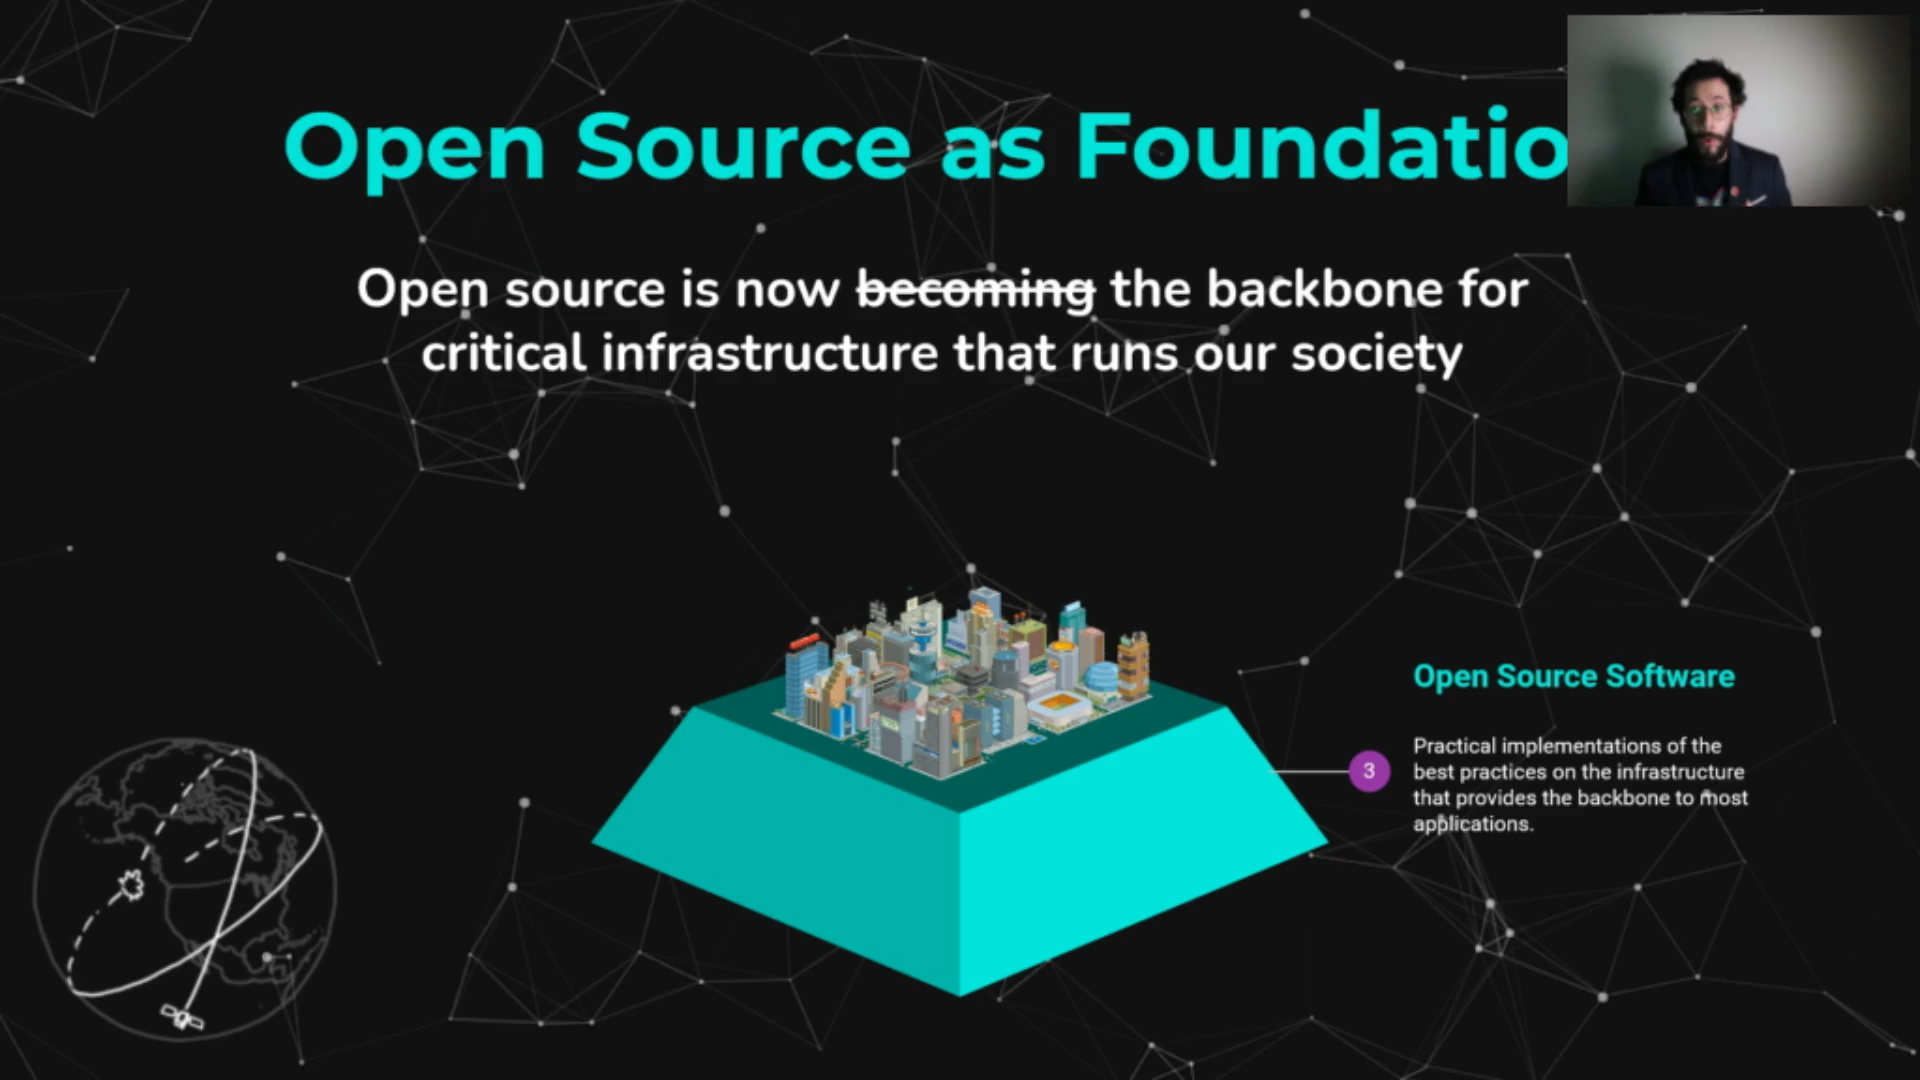 Open Source as Foundatio
Open source is now becoming the backbone for
critical infrastructure that runs our society
Open Source Software
3
Practical implementations of the
best practices on the infrastructure
that provides the backbone to most
applications.